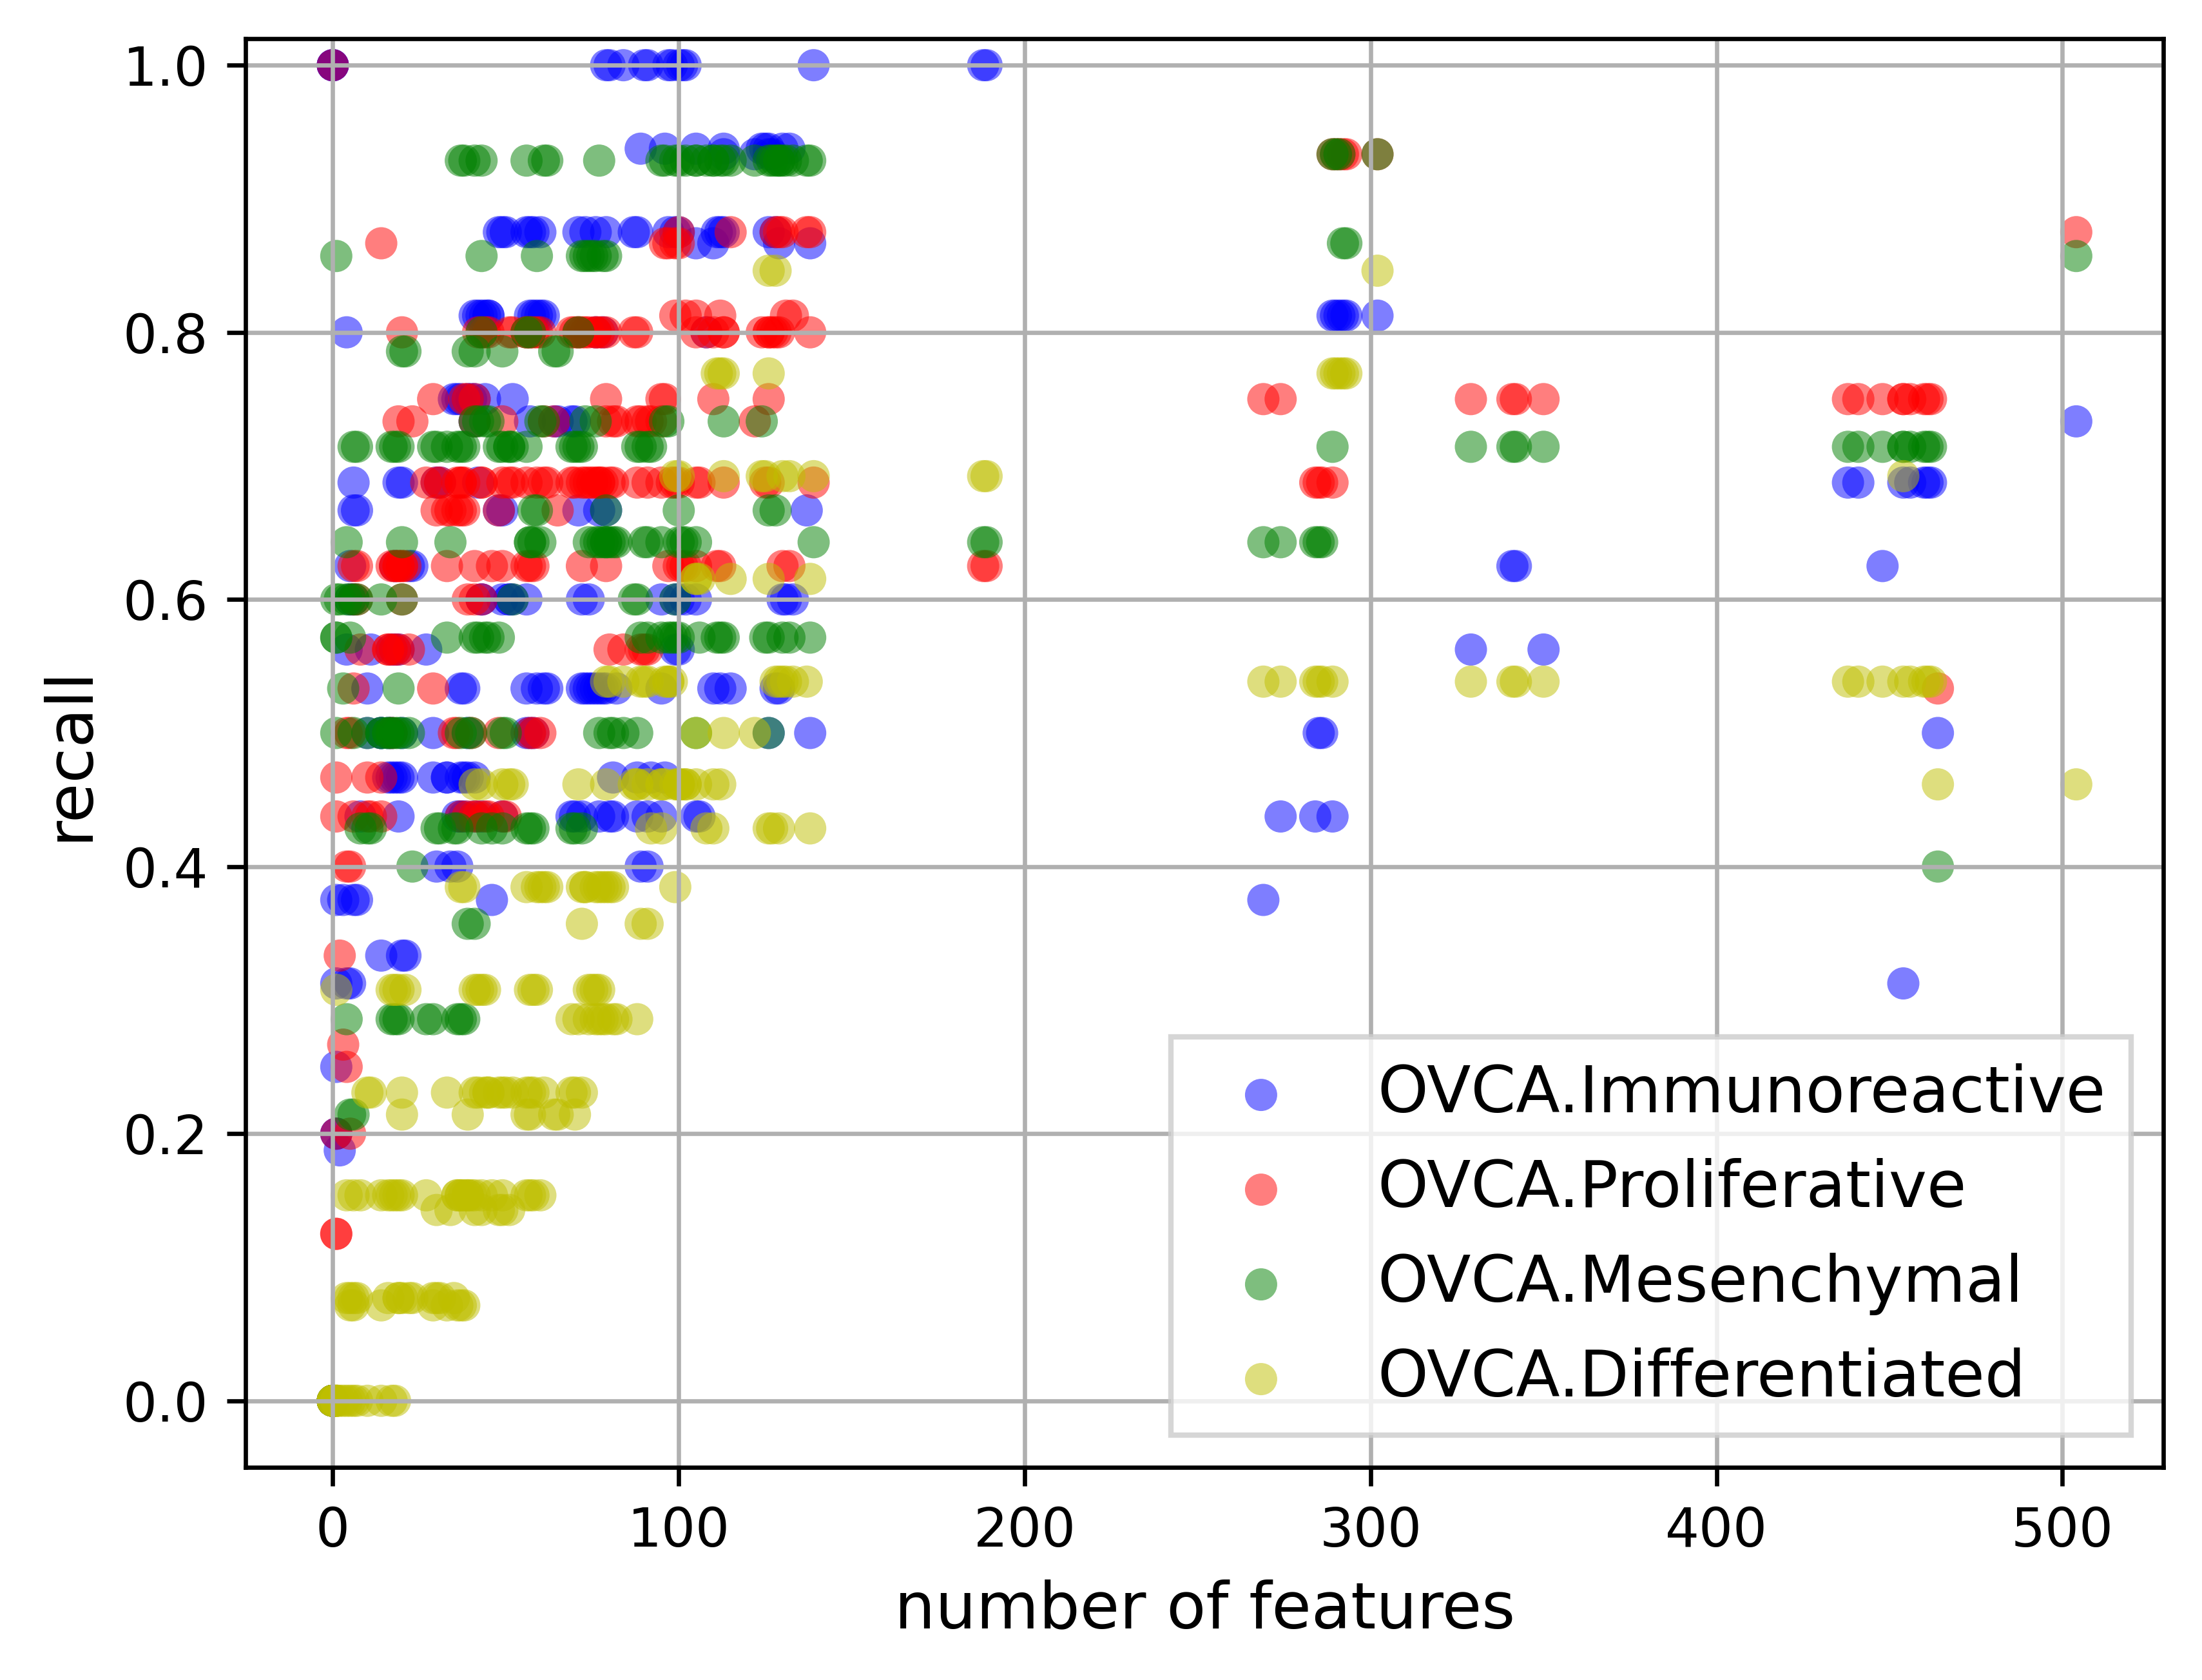 1.0
0.8
0.6
0.4
0.2
0.0
recall
OVCA.Immunoreactive
OVCA.Proliferative
OVCA.Mesenchymal
OVCA.Differentiated
0 100 200 300 400 500
number of features